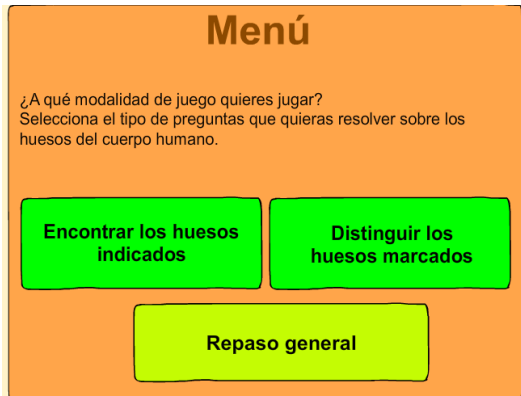 Menú
¿A qué modalidad de juego quieres jugar?
Selecciona el tipo de preguntas que quieras resolver sobre los
huesos del cuerpo humano.
Encontrar los huesos
indicados
Distinguir los
huesos marcados
Repaso general